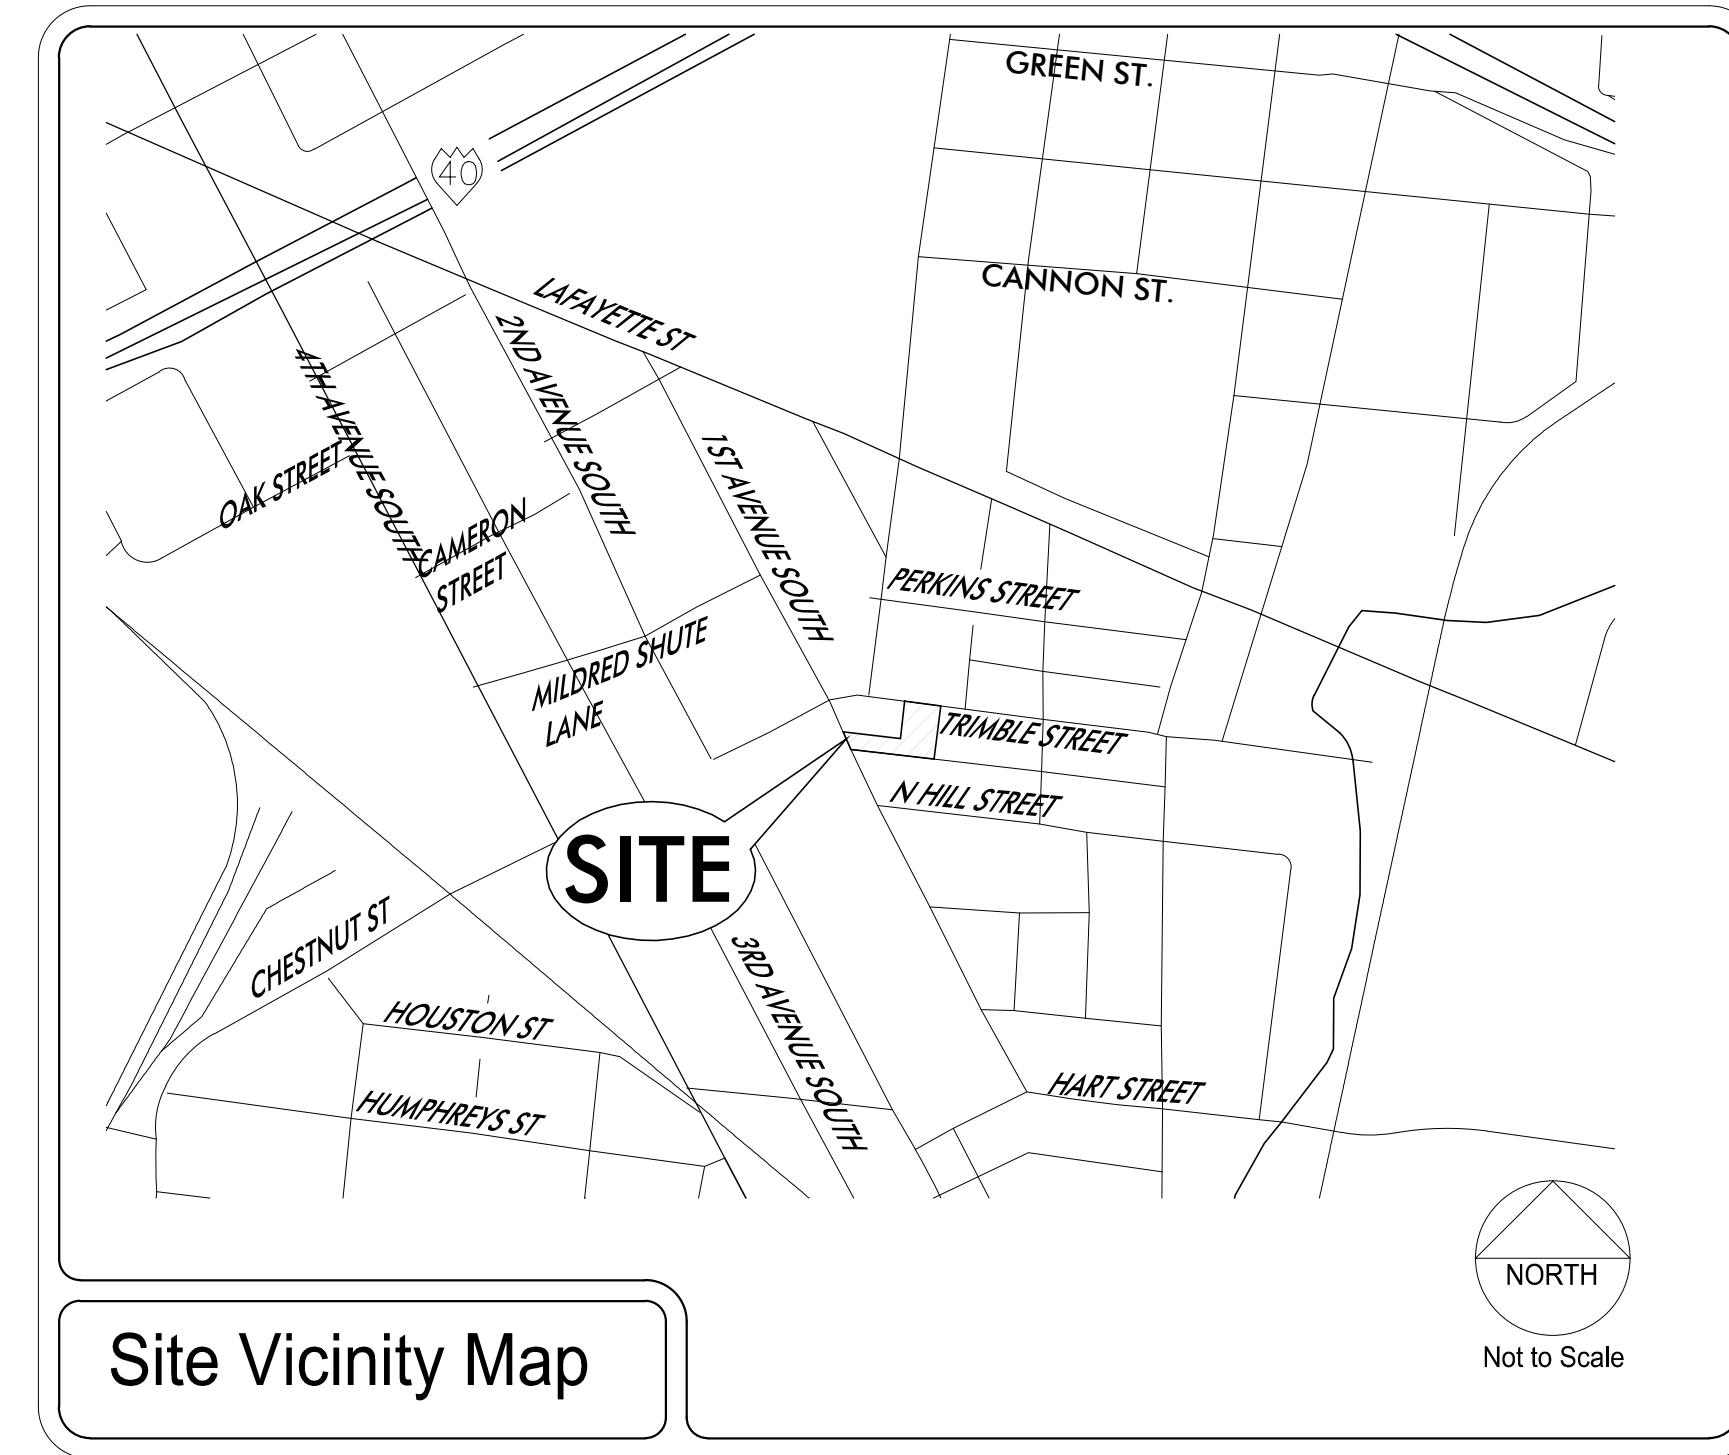 GREEN ST.
40
CANNON ST.
LAFAYETTE ST
2ND AVENUE SOUTH
4TH AVENUE SOUTH
1ST AVENUE SOUTH
OAK STREET
CAMERON
STREET
PERKINS STREET
MILDRED SHUTE
LANE
TRIMBLE STREET
N HILL STREET
SITE
CHESTNUT ST
3RD AVENUE SOUTH
HOUSTON ST
HART STREET
HUMPHREYS ST
NORTH
Not to Scale
Site Vicinity Map